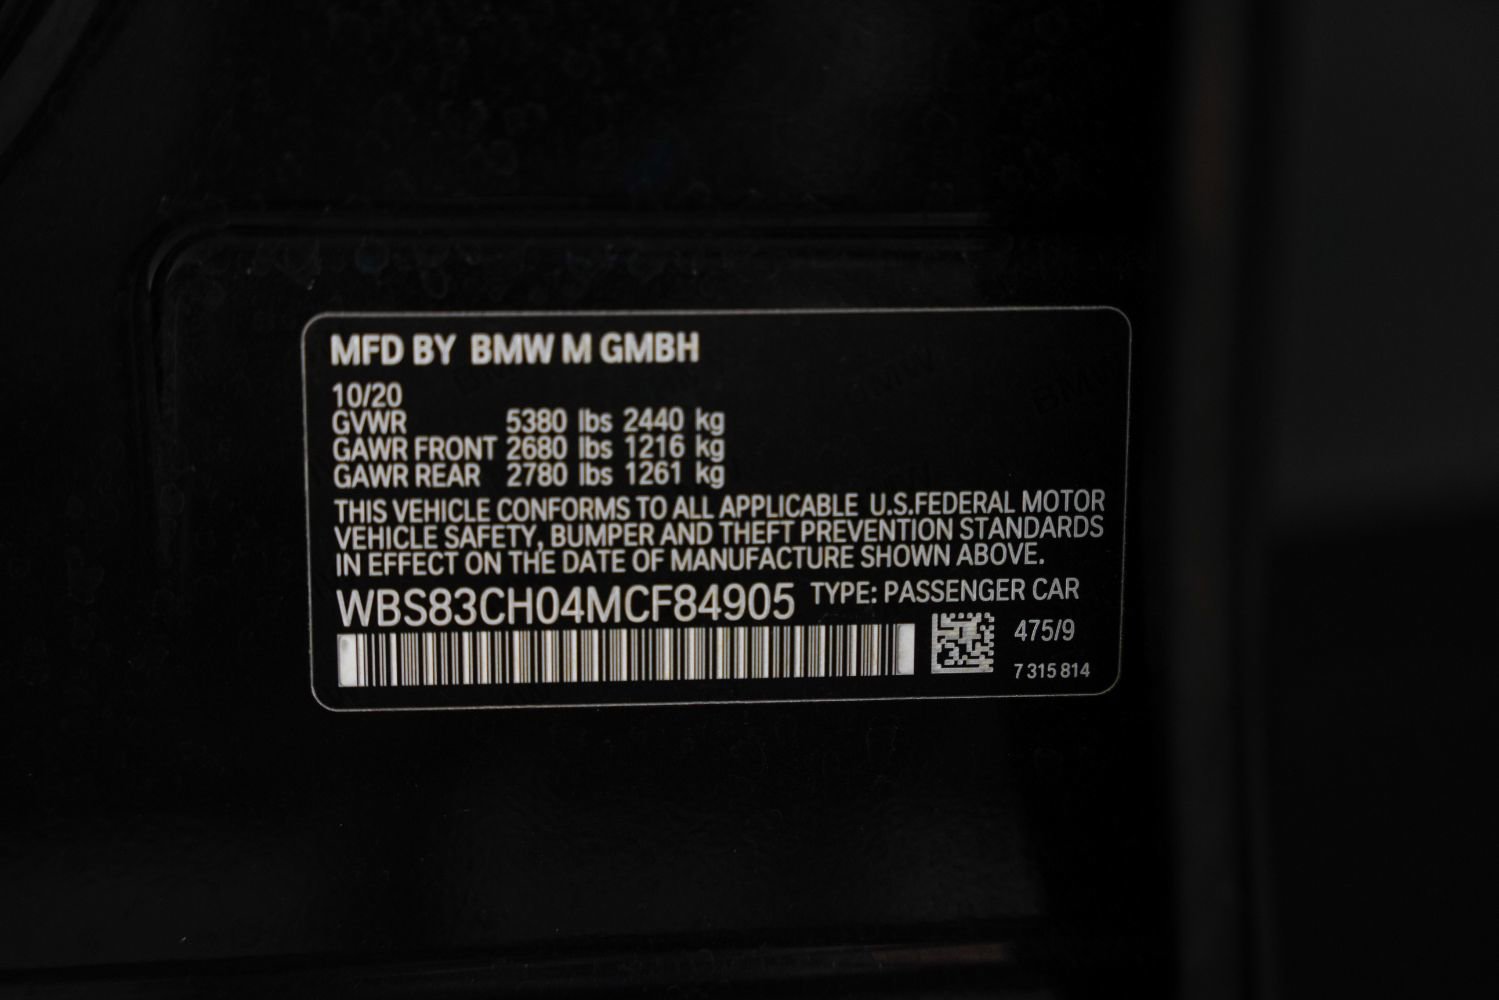 MFD BY BMW M GMBH
10/20
GVWR 5380 lbs 2440 kg
GAWR FRONT 2680 lbs 1216 kg
GAWR REAR 2780 lbs 1261 kg
THIS VEHICLE CONFORMS TO ALL APPLICABLE U.S.FEDERAL MOTOR
VEHICLE SAFETY, BUMPER AND THEFT PREVENTION STANDARDS
IN EFFECT ON THE DATE OF MANUFACTURE SHOWN ABOVE.
WBS83CH04MCF84905 TYPE: PASSENGER CAR
475/9
7 315 814